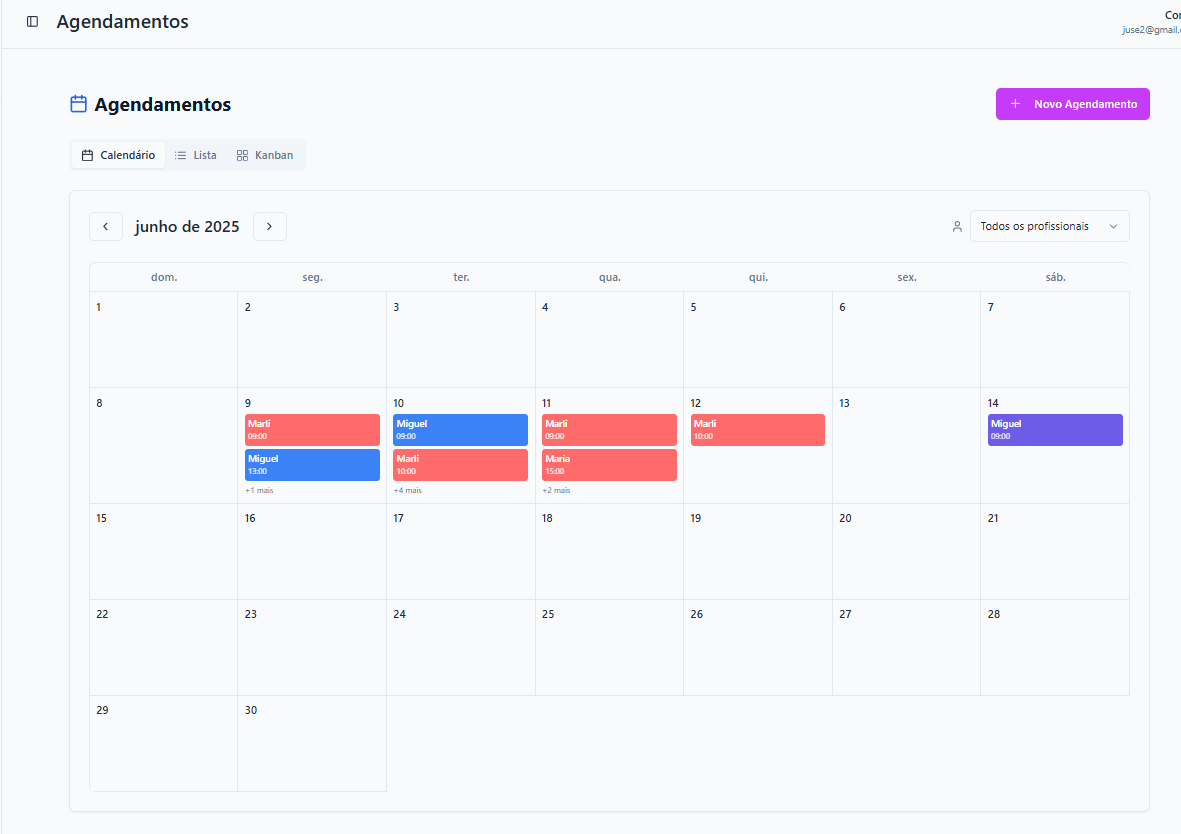 Agendamentos
juse2@gmail.
Agendamentos
+ Novo Agendamento
Calendário Lista Kanban
junho de 2025
Todos os profissionais
dom. seg. ter. qua. qui. sex. sáb.
1 2 3 4 5 6 7
8 9 10 11 12 13 14
Marli Miguel Marli Marli Miguel
09:00 09:00 09:00 10:00 09:00
Miguel Marli Maria
13:00 10:00 15:00
+1 mais +4 mais +2 mais
15 16 17 18 19 20 21
22 23 24 25 26 27 28
29 30